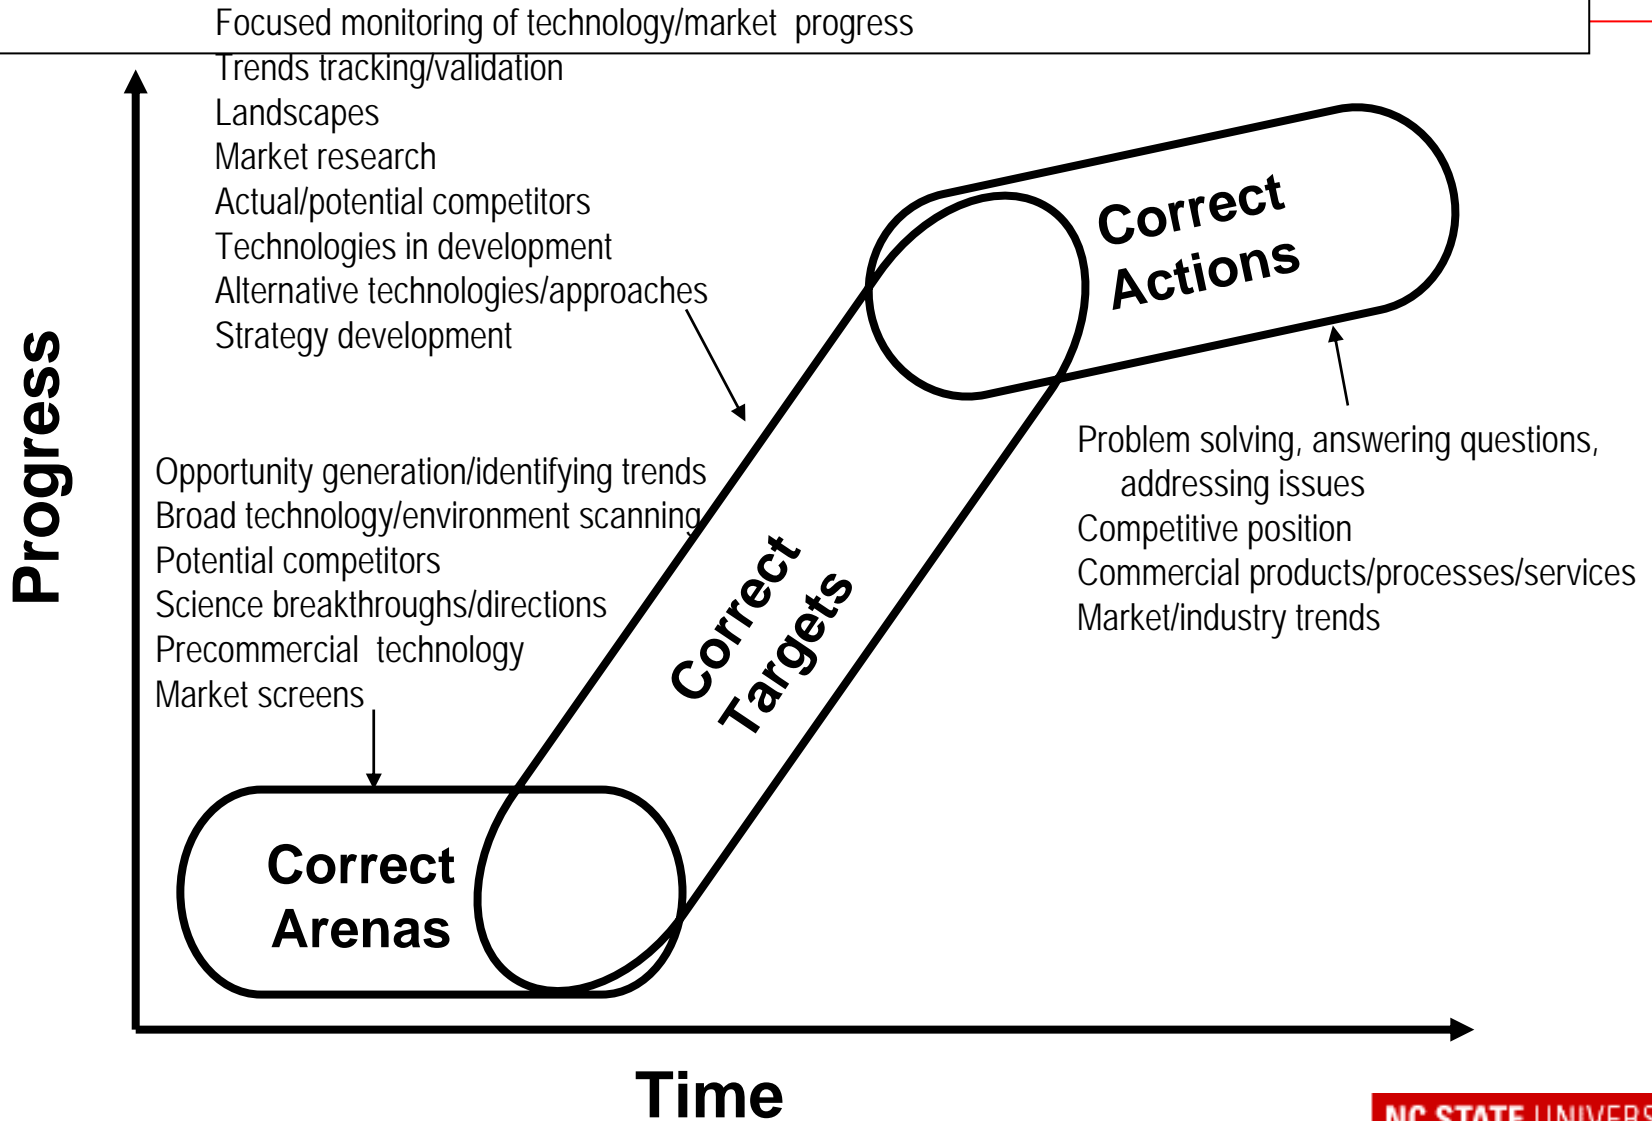 Focused monitoring of technology/market progress
Trends tracking/validation
Landscapes
Market research
Actual/potential competitors
Technologies in development
Alternative technologies/approaches
Strategy development
Correct
Actions
Progress
Opportunity generation/identifying trends
Broad technology/environment scanning
Potential competitors
Science breakthroughs/directions
Precommercial technology
Market screens
Correct
Targets
Problem solving, answering questions,
addressing issues
Competitive position
Commercial products/processes/services
Market/industry trends
Correct
Arenas
Time
NC STATE